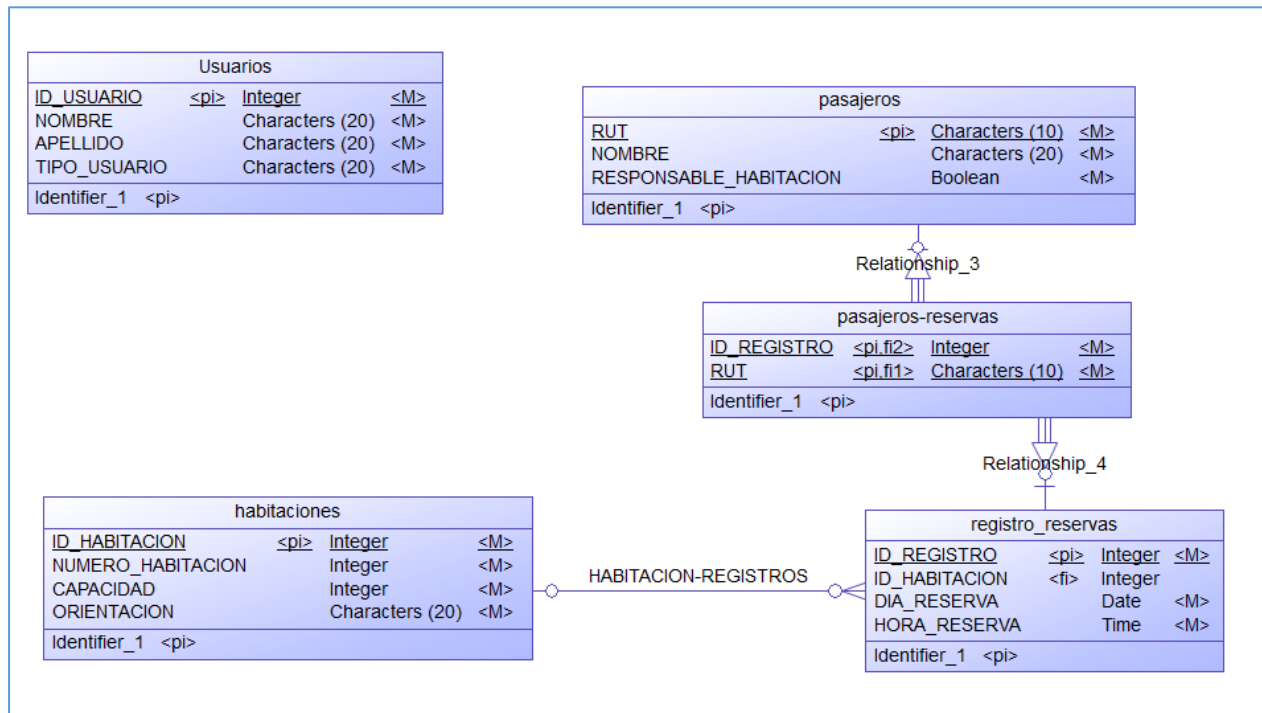 Usuarios
ID_USUARIO <pi> Integer <M>
NOMBRE Characters (20) <M>
APELLIDO Characters (20) <M>
TIPO_USUARIO Characters (20) <M>
Identifier_1 <pi>
pasajeros
RUT <pi> Characters (10) <M>
NOMBRE Characters (20) <M>
RESPONSABLE_HABITACION Boolean <M>
Identifier_1 <pi>
Relationship_3
pasajeros-reservas
ID_REGISTRO <pi,fi2> Integer <M>
RUT <pi,fi1> Characters (10) <M>
Identifier_1 <pi>
Relationship_4
habitaciones
ID_HABITACION <pi> Integer <M>
NUMERO_HABITACION Integer <M>
CAPACIDAD Integer <M>
ORIENTACION Characters (20) <M>
Identifier_1 <pi>
HABITACION-REGISTROS
registro_reservas
ID_REGISTRO <pi> Integer <M>
ID_HABITACION <fi> Integer
DIA_RESERVA Date <M>
HORA_RESERVA Time <M>
Identifier_1 <pi>